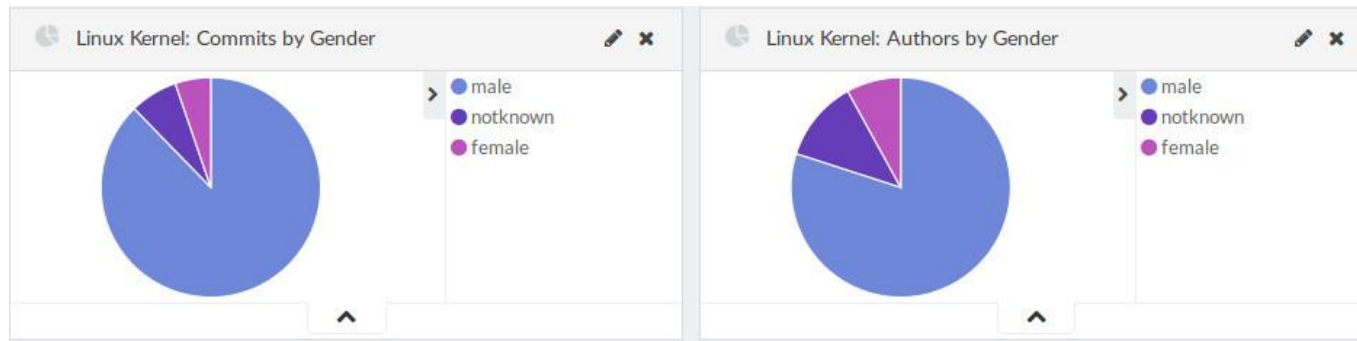 Linux Kernel: Commits by Gender
male
notknown
female
Linux Kernel: Authors by Gender
male
notknown
female